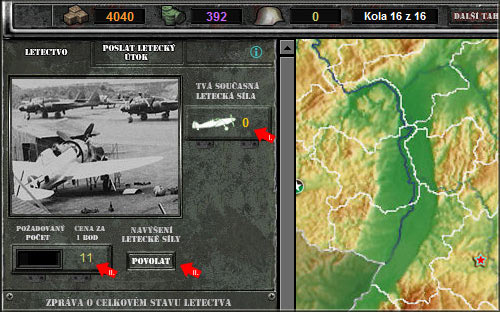 4040
392
0
Kola 16 z 16
DALŠÍ TAH
LETECTVO
POSLAT LETECKÝ
ÚTOK
TVÁ SOUČASNÁ
LETECKÁ SÍLA
0
I.
POŽADOVANÝ
POČET
CENA ZA
1 BOD
NAVÝŠENÍ
LETECKÉ SÍLY
11
II.
POVOLAT
ZPRÁVA O CELKOVÉM STAVU LETECTVA